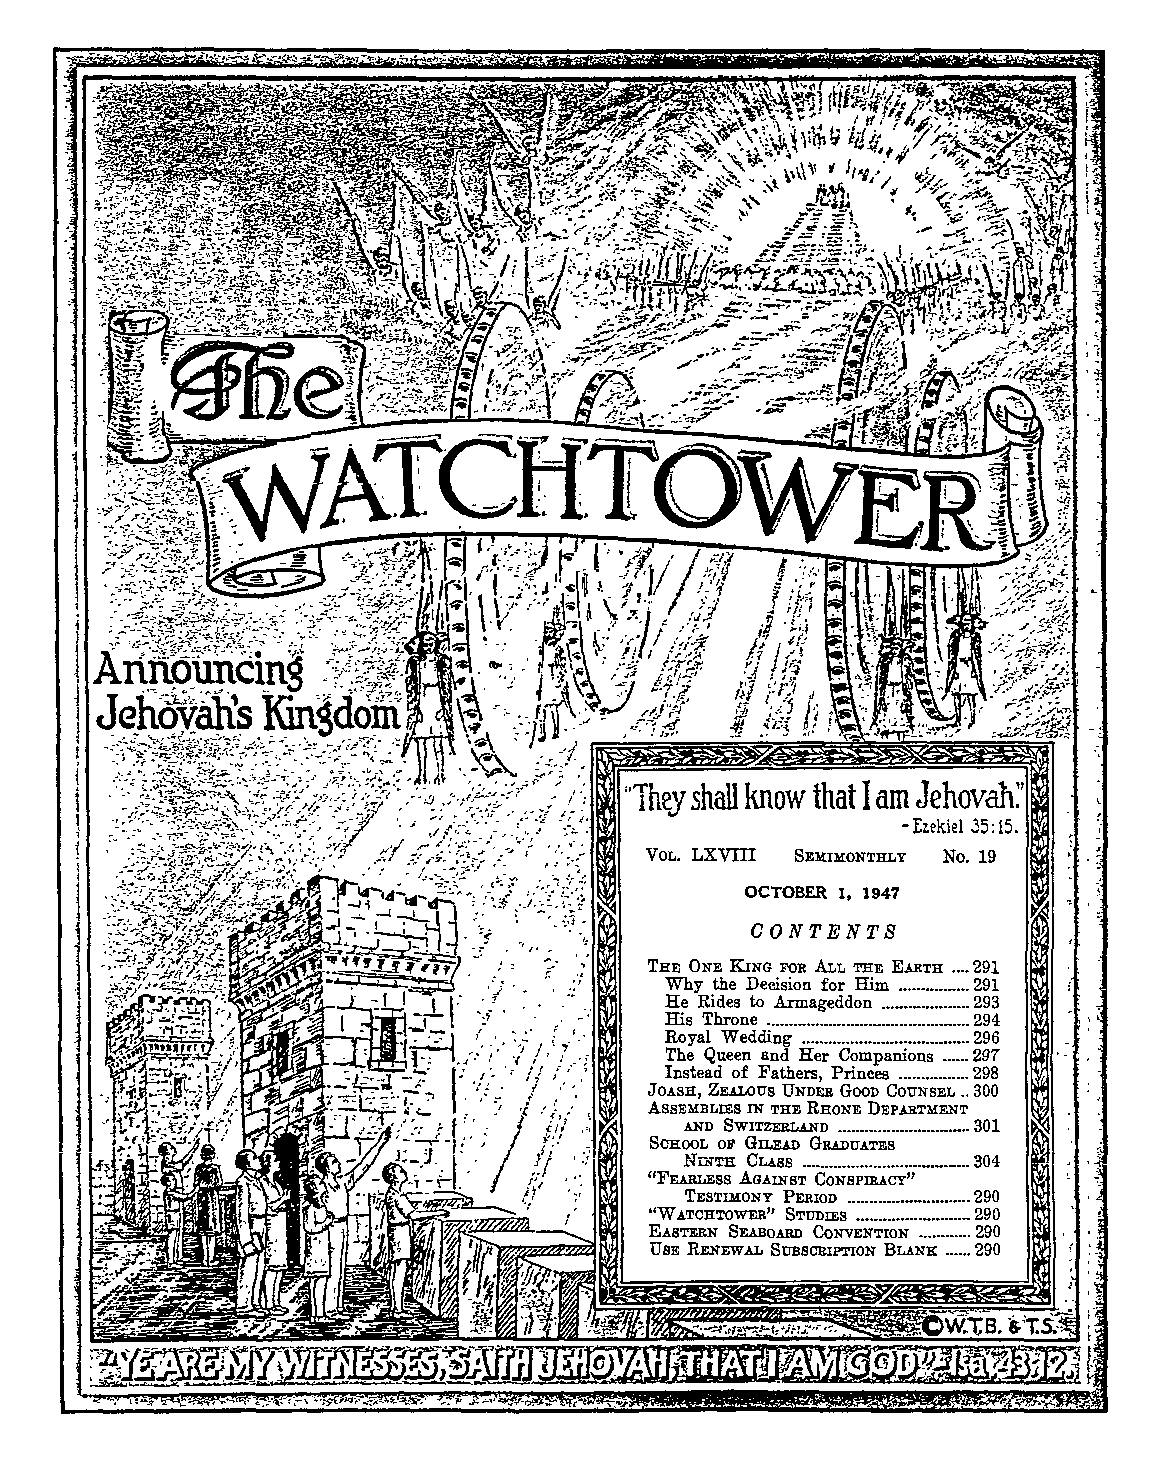 The
WATCHTOWER
Announcing
Jehovah's Kingdom
"They shall know that I am Jehovah."
-Ezekiel 35:15.
VOL. LXVIII SEMIMONTHLY No. 19
OCTOBER 1, 1947
CONTENTS
THE ONE KING FOR ALL THE EARTH ....291
Why the Decision for Him ...............291
He Rides to Armageddon ..................293
His Throne ..........................................294
Royal Wedding ...................................296
The Queen and Her Companions ......297
Instead of Fathers, Princes ...............298
JOASH, ZEALOUS UNDER GOOD COUNSEL ..300
ASSEMBLIES IN THE RHONE DEPARTMENT
AND SWITZERLAND ............................301
SCHOOL OF GILEAD GRADUATES
NINTH CLASS ...................................304
"FEARLESS AGAINST CONSPIRACY"
TESTIMONY PERIOD ..........................290
"WATCHTOWER" STUDIES ........................290
EASTERN SEABOARD CONVENTION ...........290
USE RENEWAL SUBSCRIPTION BLANK ......290
©W.T.B. & T.S.
"YE ARE MY WITNESSES, SAITH JEHOVAH, THAT I AM GOD"-Isa. 43:12.